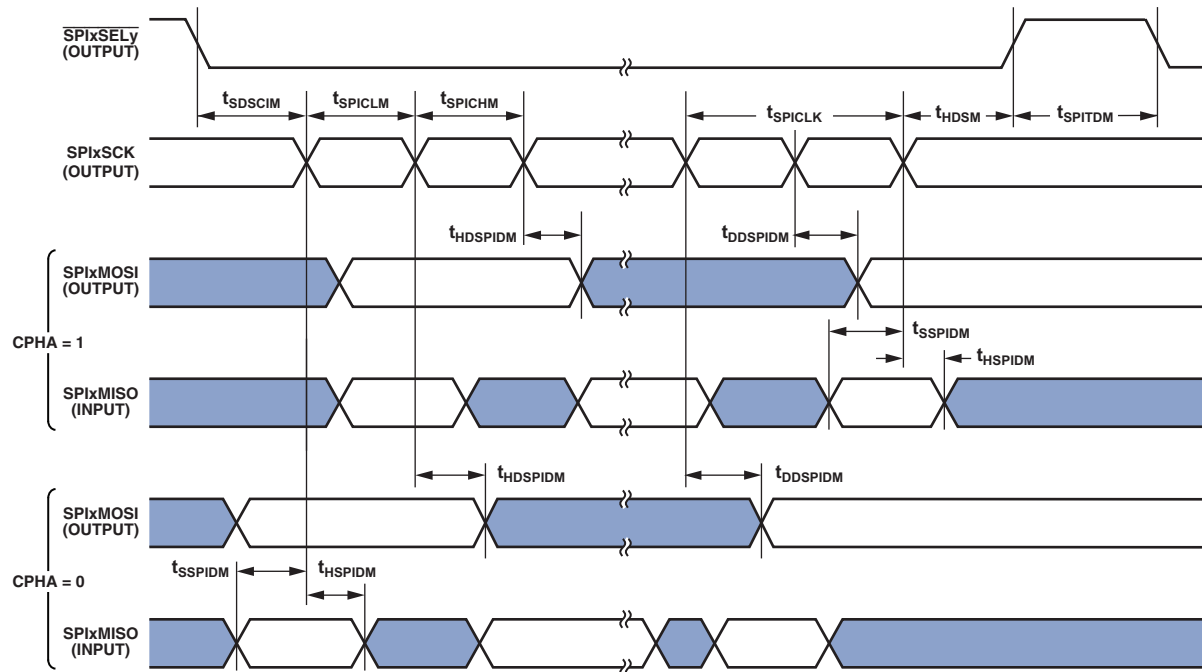 SPIxSELy
(OUTPUT)
tSDSCIM
tSPICLM
tSPICHM
tSPICLK
tHDSM
tSPITDM
SPIxSCK
(OUTPUT)
tHDSPIDM
tDDSPIDM
SPIxMOSI
(OUTPUT)
tSSPIDM
CPHA = 1
tHSPIDM
SPIxMISO
(INPUT)
tHDSPIDM
tDDSPIDM
SPIxMOSI
(OUTPUT)
CPHA = 0
tSSPIDM
tHSPIDM
SPIxMISO
(INPUT)